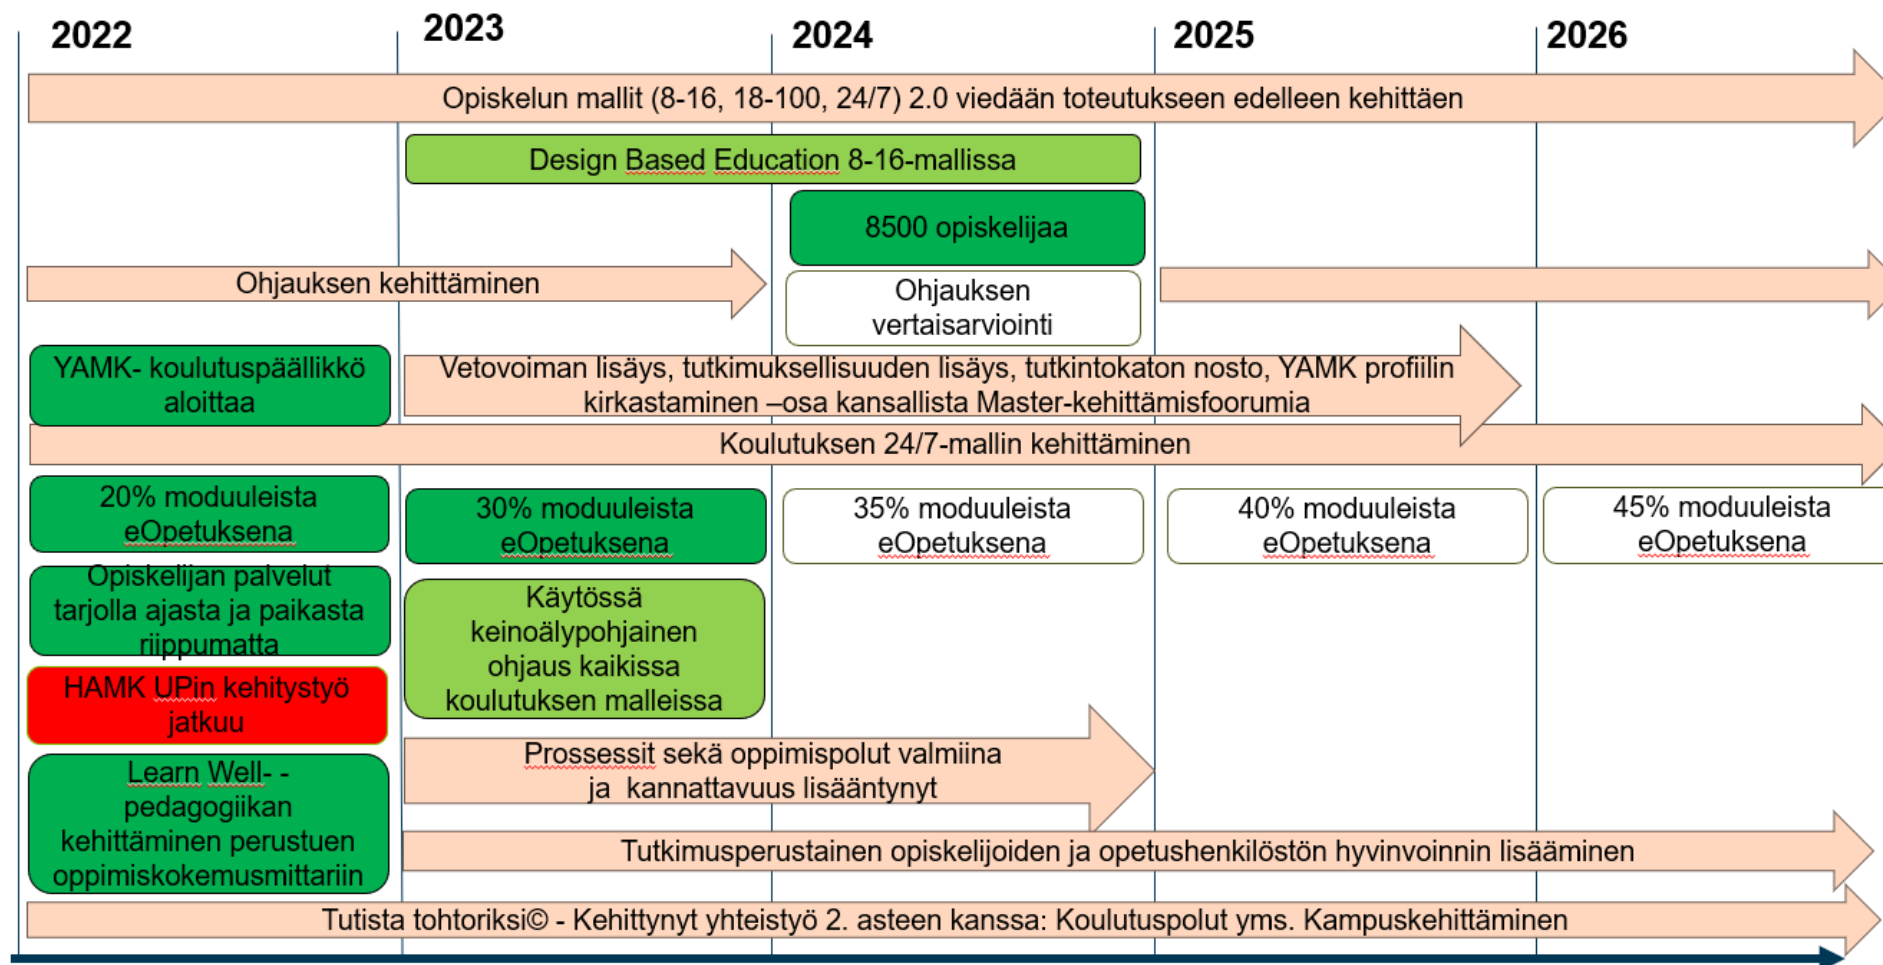 2022
2023
2024
2025
2026
Opiskelun mallit (8-16, 18-100, 24/7) 2.0 viedään toteutukseen edelleen kehittäen
Design Based Education 8-16-mallissa
8500 opiskelijaa
Ohjauksen kehittäminen
Ohjauksen
vertaisarviointi
YAMK- koulutuspäällikkö
aloittaa
Vetovoiman lisäys, tutkimuksellisuuden lisäys, tutkintokaton nosto, YAMK profiilin
kirkastaminen –osa kansallista Master-kehittämisfoorumia
Koulutuksen 24/7-mallin kehittäminen
20% moduuleista
eOpetuksena
30% moduuleista
eOpetuksena
35% moduuleista
eOpetuksena
40% moduuleista
eOpetuksena
45% moduuleista
eOpetuksena
Opiskelijan palvelut
tarjolla ajasta ja paikasta
riippumatta
Käytössä
keinoälypohjainen
ohjaus kaikissa
koulutuksen malleissa
HAMK UPin kehitystyö
jatkuu
Prossessit sekä oppimispolut valmiina
ja  kannattavuus lisääntynyt
Learn Well- -
pedagogiikan
kehittäminen perustuen
oppimiskokemusmittariin
Tutkimusperustainen opiskelijoiden ja opetushenkilöstön hyvinvoinnin lisääminen
Tutista tohtoriksi© - Kehittynyt yhteistyö 2. asteen kanssa: Koulutuspolut yms. Kampuskehittäminen